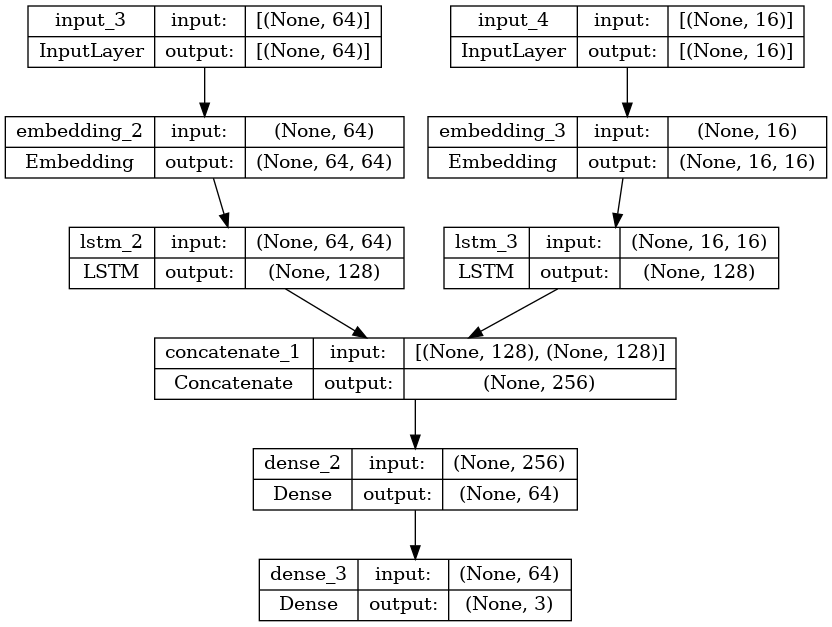 input_3 input: [(None, 64)]
InputLayer output: [(None, 64)]
input_4 input: [(None, 16)]
InputLayer output: [(None, 16)]
embedding_2 input: (None, 64)
Embedding output: (None, 64, 64)
embedding_3 input: (None, 16)
Embedding output: (None, 16, 16)
lstm_2 input: (None, 64, 64)
LSTM output: (None, 128)
lstm_3 input: (None, 16, 16)
LSTM output: (None, 128)
concatenate_1 input: [(None, 128), (None, 128)]
Concatenate output: (None, 256)
dense_2 input: (None, 256)
Dense output: (None, 64)
dense_3 input: (None, 64)
Dense output: (None, 3)